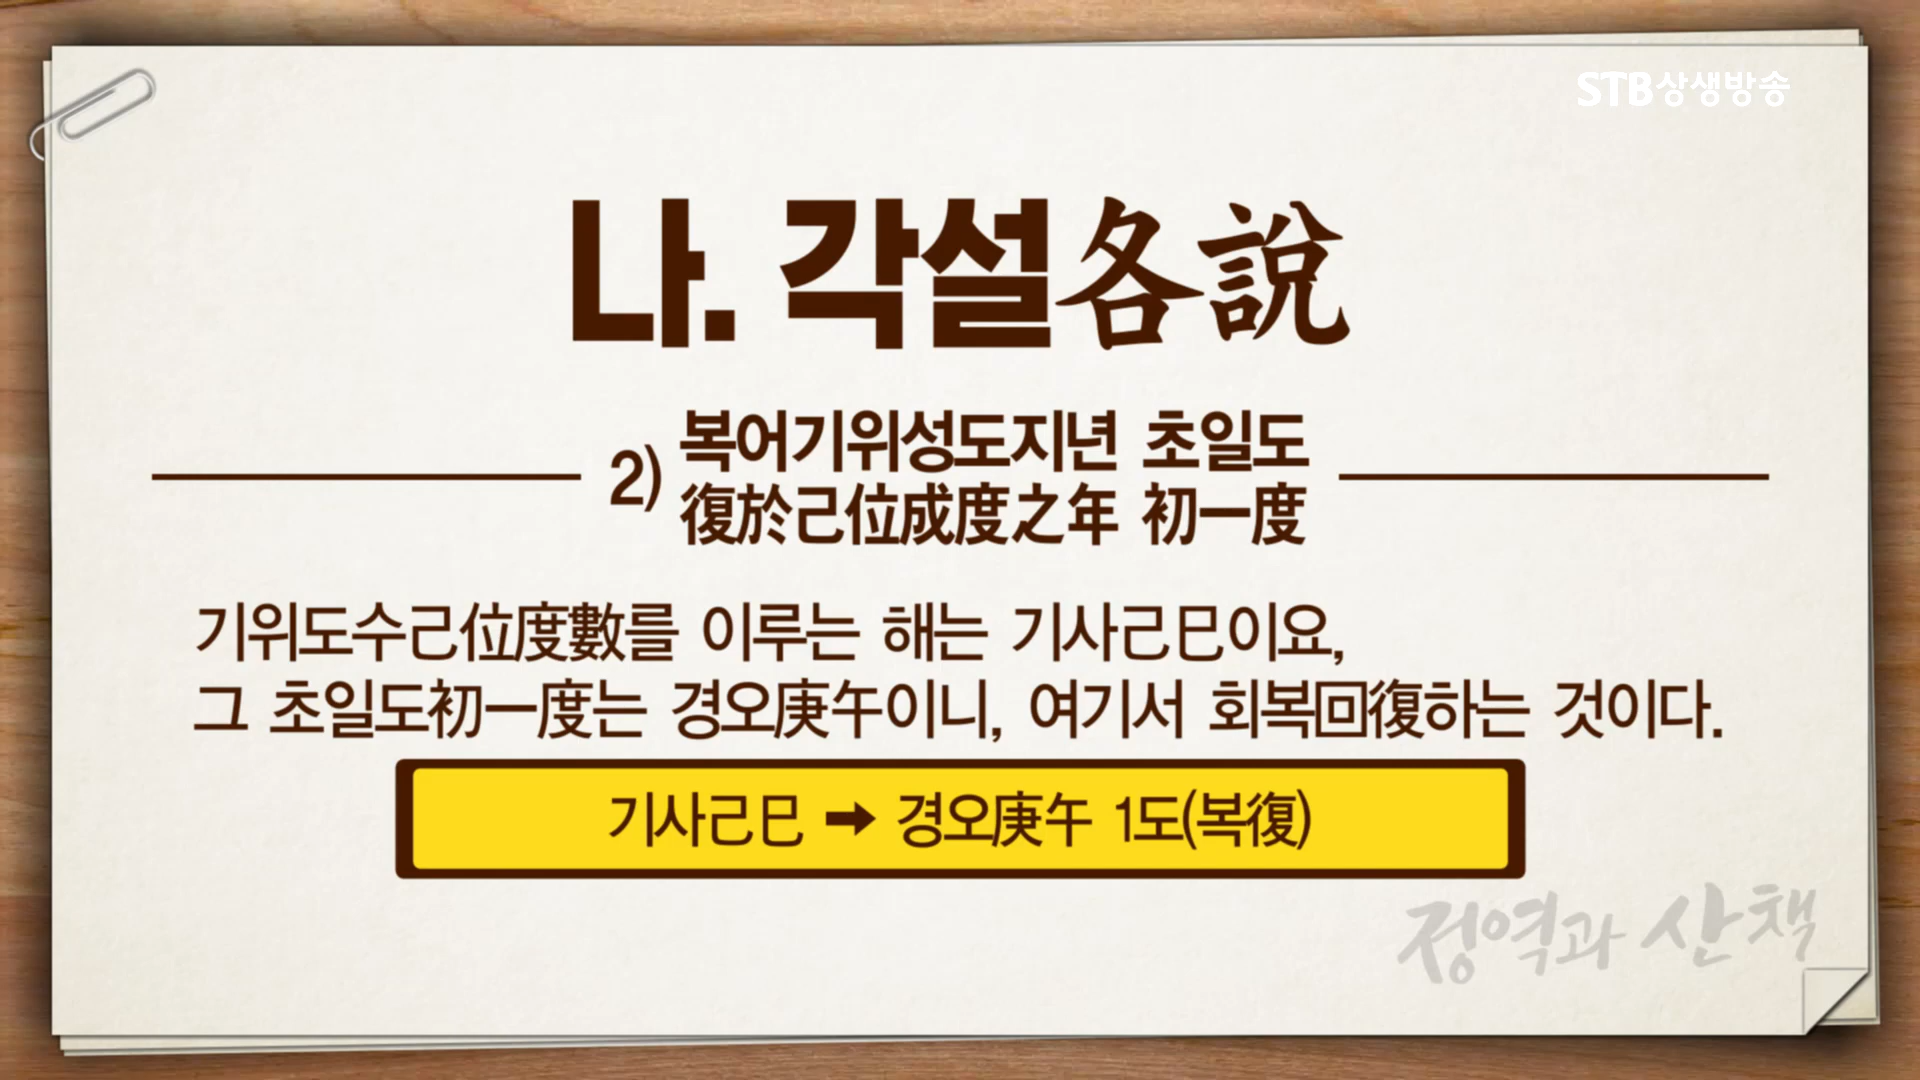 STB상생방송
나. 각설各說
2) 복어기위성도지년 초일도
復於己位成度之年 初一度
기위도수己位度數를 이루는 해는 기사己巳이요,
그 초일도初一度는 경오庚午이니, 여기서 회복回復하는 것이다.
기사己巳 ➡ 경오庚午 1도(복復)
정역과 산책